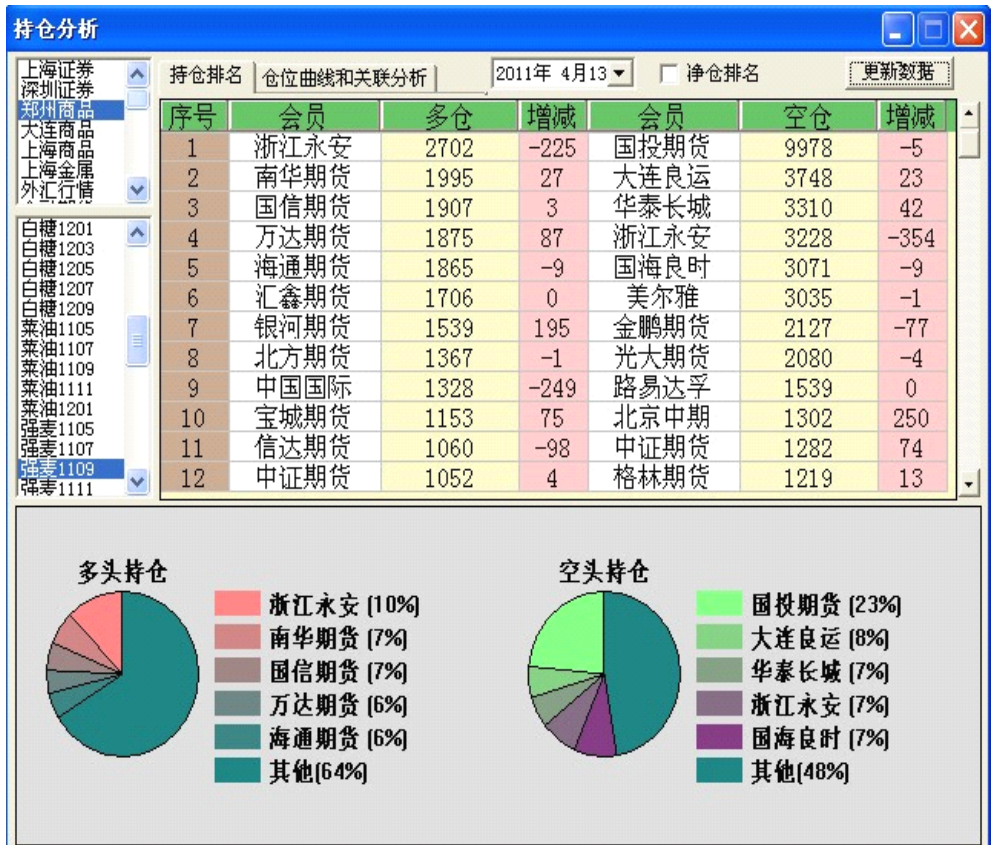 持仓分析
上海证券
深圳证券
郑州商品
大连商品
上海商品
上海金属
外汇行情
白糖1201
白糖1203
白糖1205
白糖1207
白糖1209
菜油1105
菜油1107
菜油1109
菜油1111
菜油1201
强麦1105
强麦1107
强麦1109
强麦1111
持仓排名 仓位曲线和关联分析 2011年 4月13 净仓排名 更新数据
序号 会员 多仓 增减 会员 空仓 增减
1 浙江永安 2702 -225 国投期货 9978 -5
2 南华期货 1995 27 大连良运 3748 23
3 国信期货 1907 3 华泰长城 3310 42
4 万达期货 1875 87 浙江永安 3228 -354
5 海通期货 1865 -9 国海良时 3071 -9
6 汇鑫期货 1706 0 美尔雅 3035 -1
7 银河期货 1539 195 金鹏期货 2127 -77
8 北方期货 1367 -1 光大期货 2080 -4
9 中国国际 1328 -249 路易达孚 1539 0
10 宝城期货 1153 75 北京中期 1302 250
11 信达期货 1060 -98 中证期货 1282 74
12 中证期货 1052 4 格林期货 1219 13
多头持仓
浙江永安 (10%)
南华期货 (7%)
国信期货 (7%)
万达期货 (6%)
海通期货 (6%)
其他(64%)
空头持仓
国投期货 (23%)
大连良运 (8%)
华泰长城 (7%)
浙江永安 (7%)
国海良时 (7%)
其他(48%)